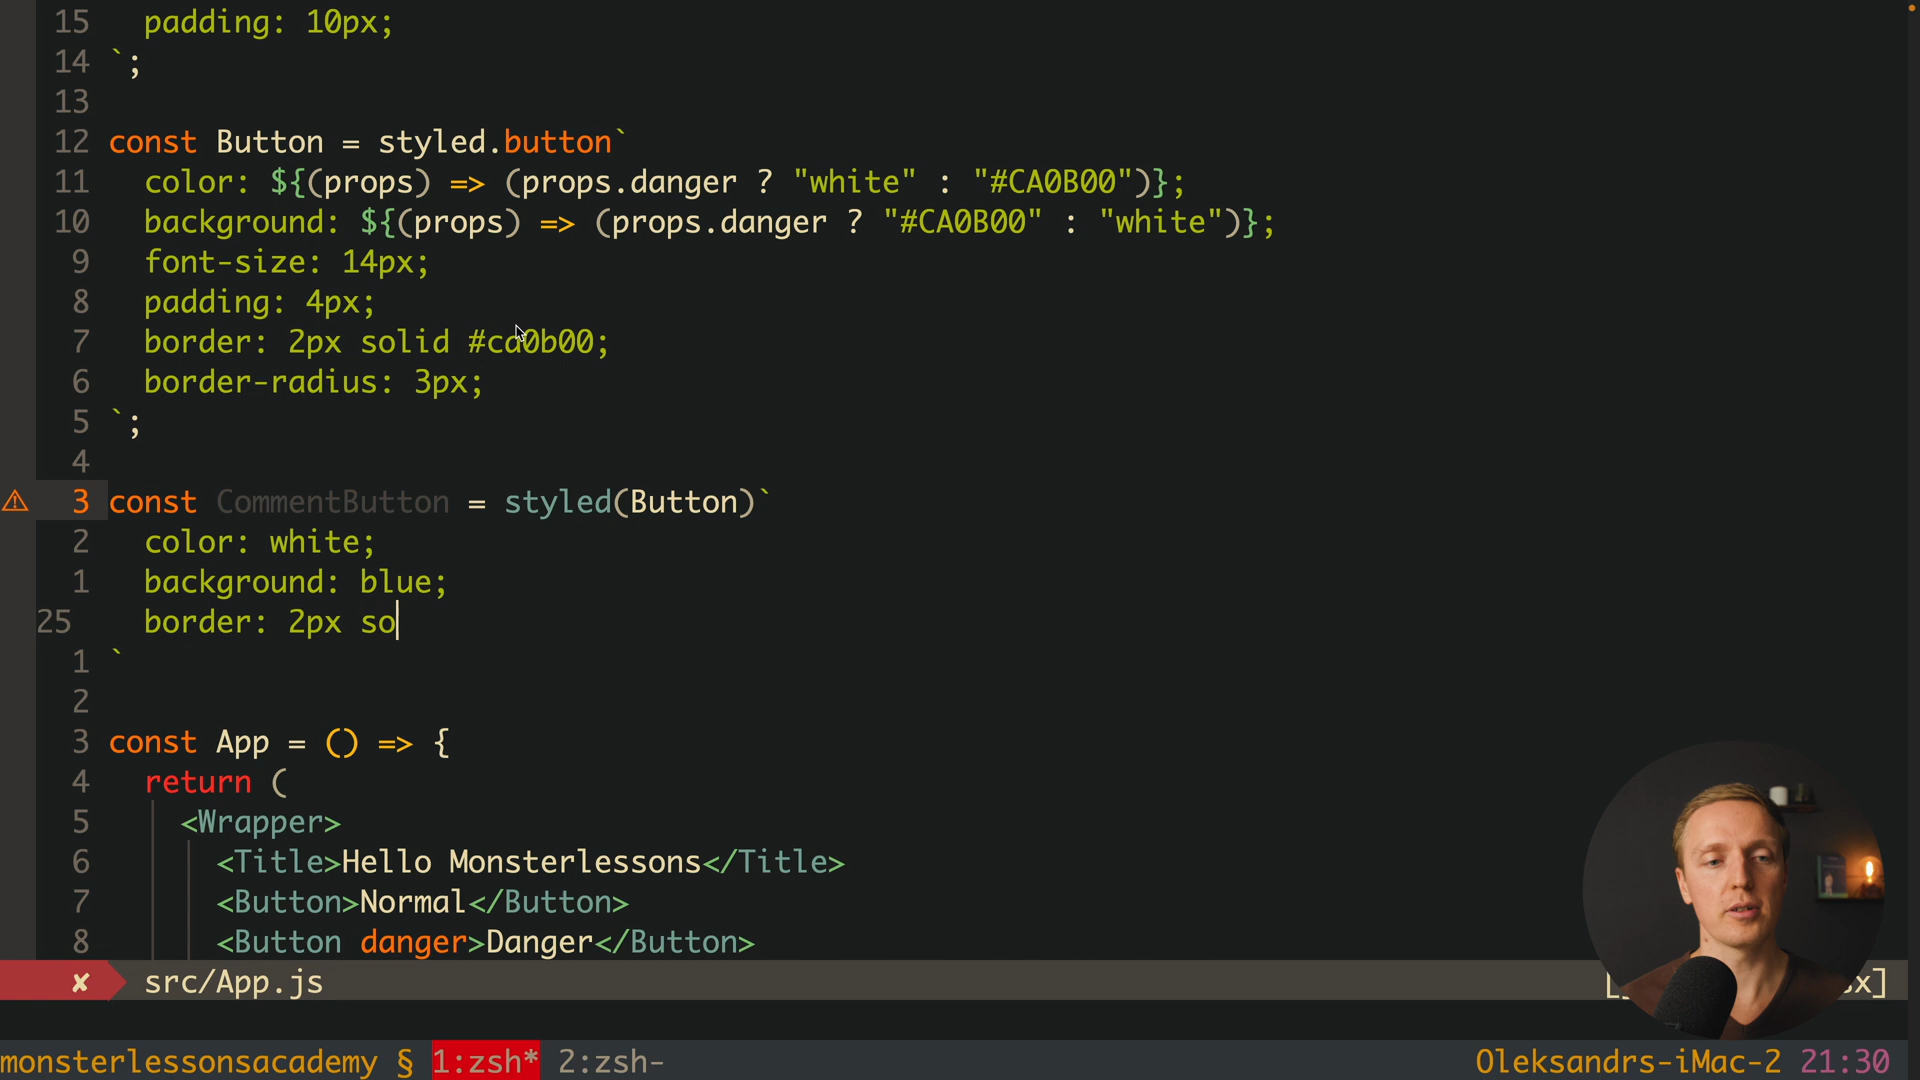 15 padding: 10px;
14 `;
13
12 const Button = styled.button`
11 color: ${(props) => (props.danger ? "white" : "#CA0B00")};
10 background: ${(props) => (props.danger ? "#CA0B00" : "white")};
9 font-size: 14px;
8 padding: 4px;
7 border: 2px solid #ca0b00;
6 border-radius: 3px;
5 `;
4
3 const CommentButton = styled(Button)`
2 color: white;
1 background: blue;
25 border: 2px so
1 `
2
3 const App = () => {
4 return (
5 <Wrapper>
6 <Title>Hello Monsterlessons</Title>
7 <Button>Normal</Button>
8 <Button danger>Danger</Button>
✘ src/App.js
monsterlessonsacademy § 1:zsh* 2:zsh- Oleksandrs-iMac-2 21:30